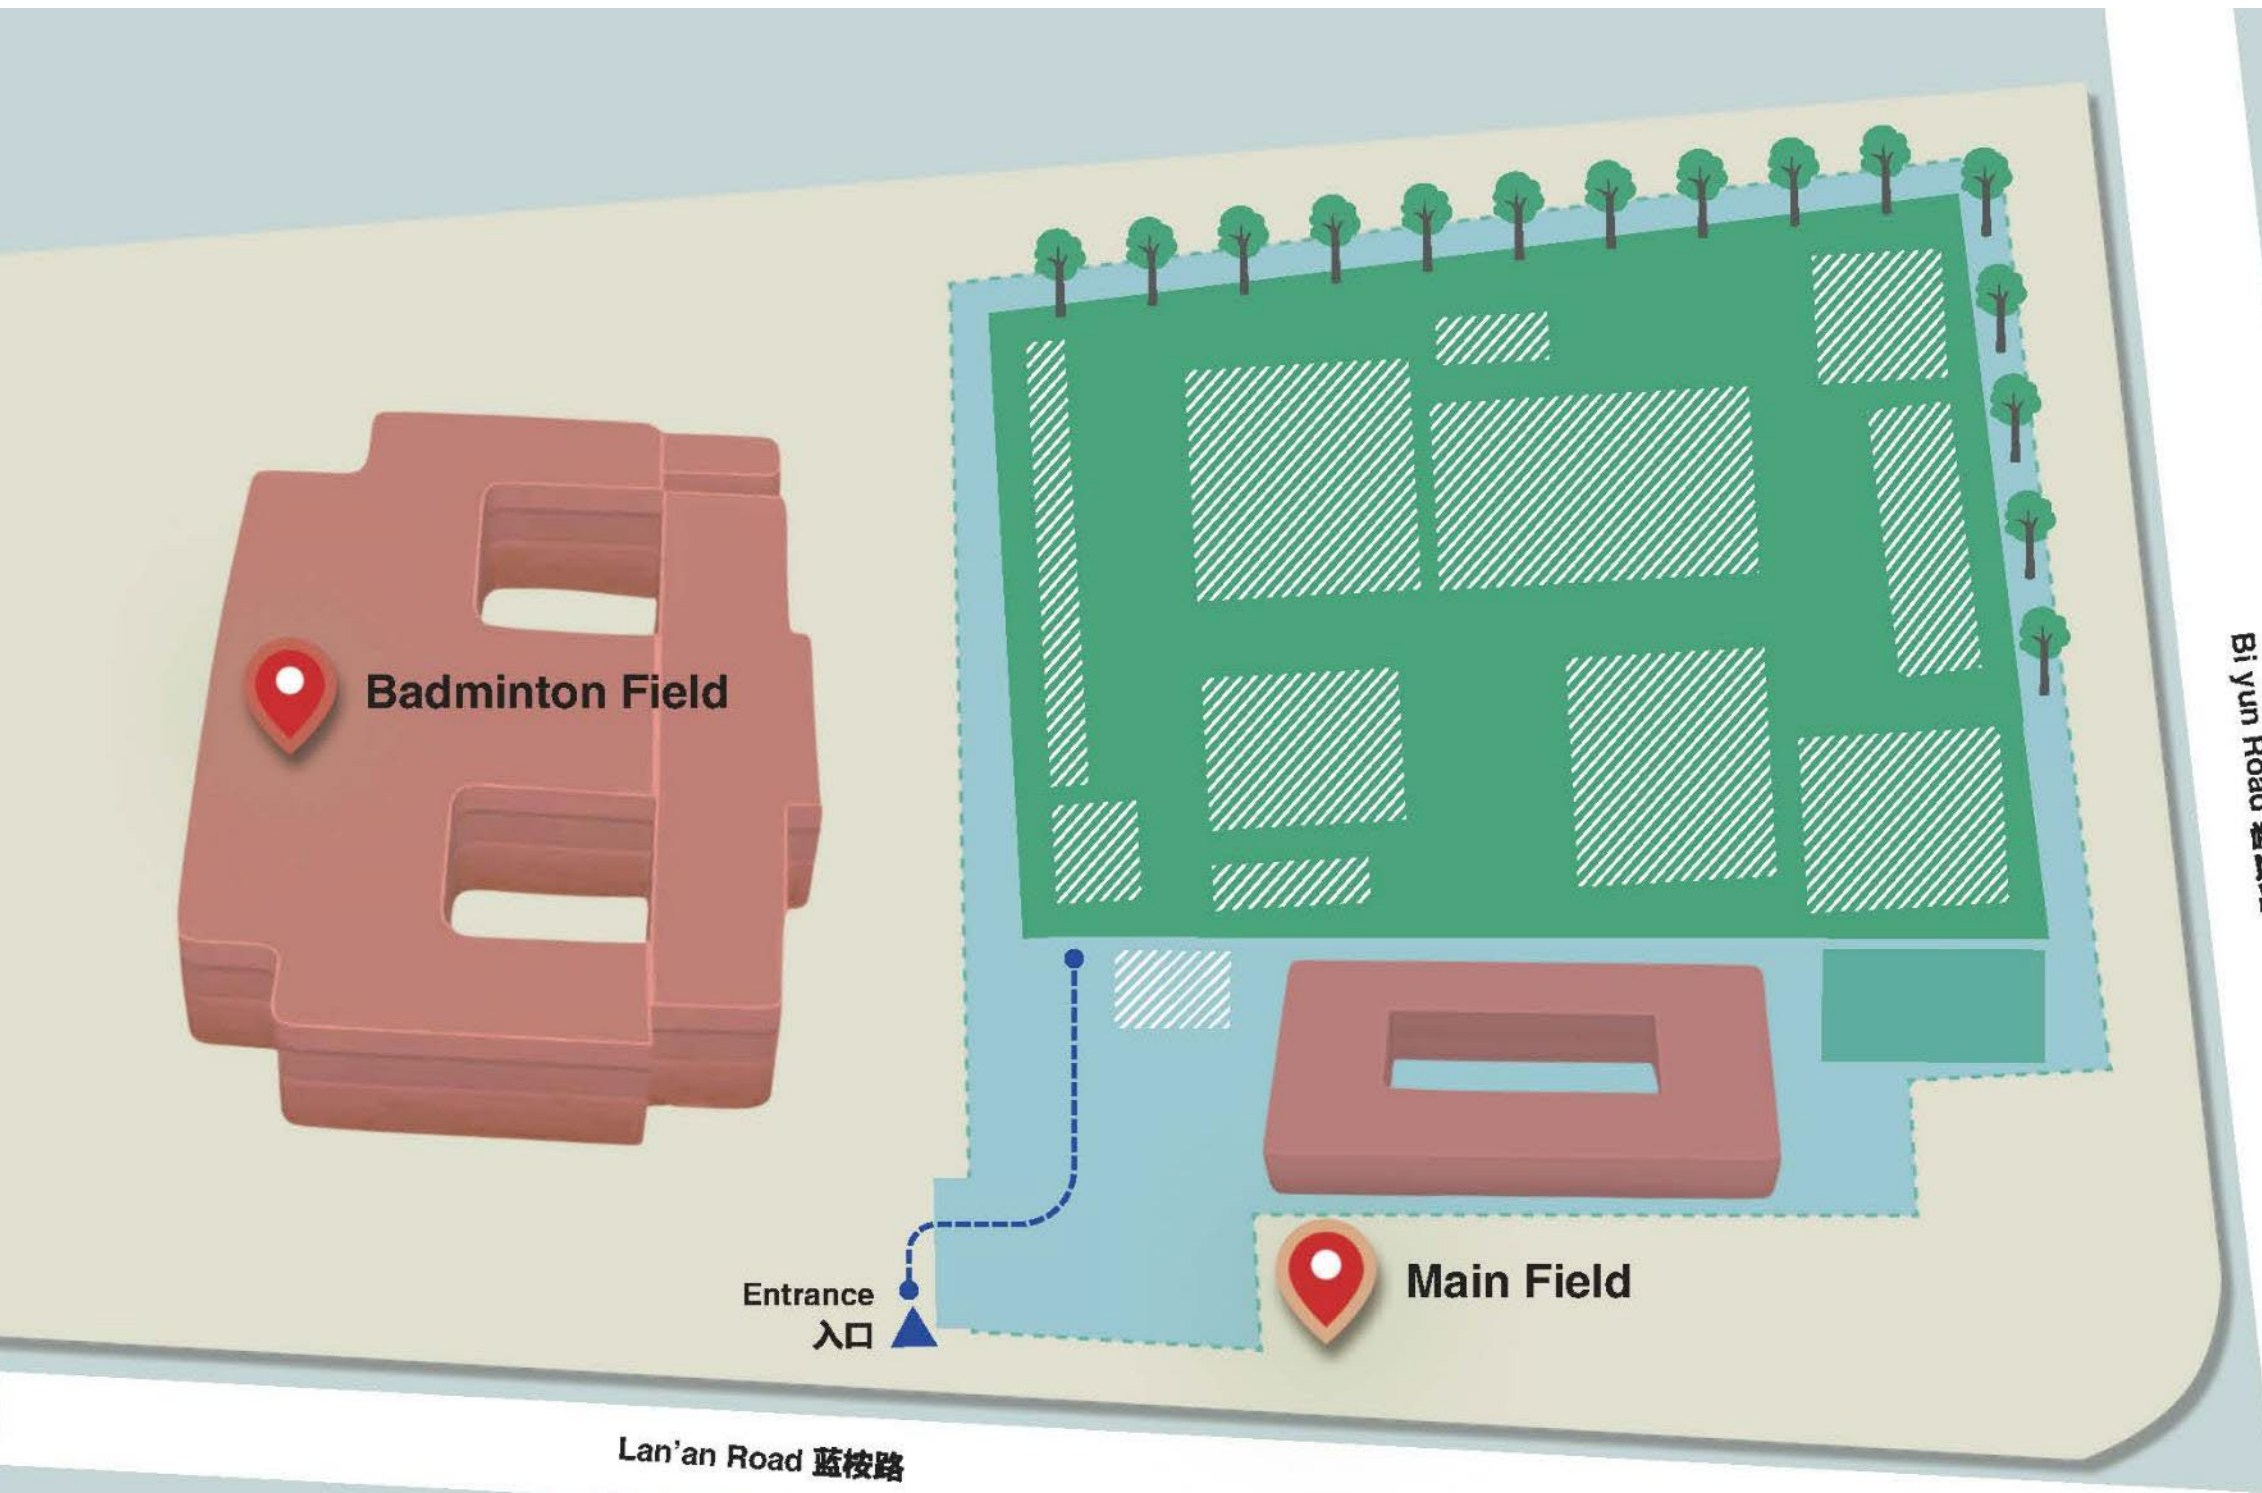 Badminton Field
Main Field
Entrance
入口
Lan'an Road 蓝桉路
Bi yun Road